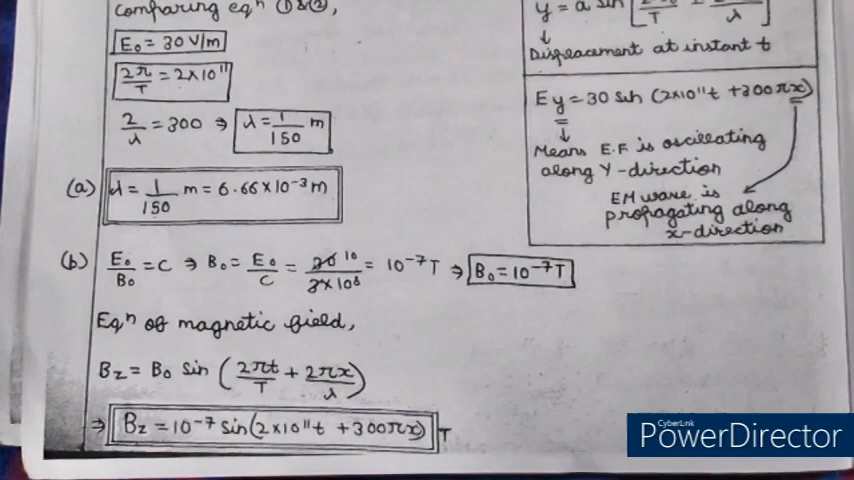 Comparing eqⁿ ① & ②,
E₀ = 30 V/m
2π/T = 2×10¹¹
2/λ = 300 ⇒ λ = 1/150 m
(a) λ = 1/150 m = 6.66×10⁻³ m
(b) E₀/B₀ = C ⇒ B₀ = E₀/C = 30 10/3×10⁸ = 10⁻⁷ T ⇒ B₀ = 10⁻⁷ T
Eqⁿ of magnetic field,
Bz = B₀ sin (2πt/T + 2πx/λ)
⇒ Bz = 10⁻⁷ sin(2×10¹¹t + 300πx) T
y = a sin
T λ
↓
Displacement at instant t
Ey = 30 sin (2×10¹¹t + 300πx)
↓
Means E.F is oscillating
along Y-direction
EM wave is
propagating along
x-direction
CyberLink
PowerDirector